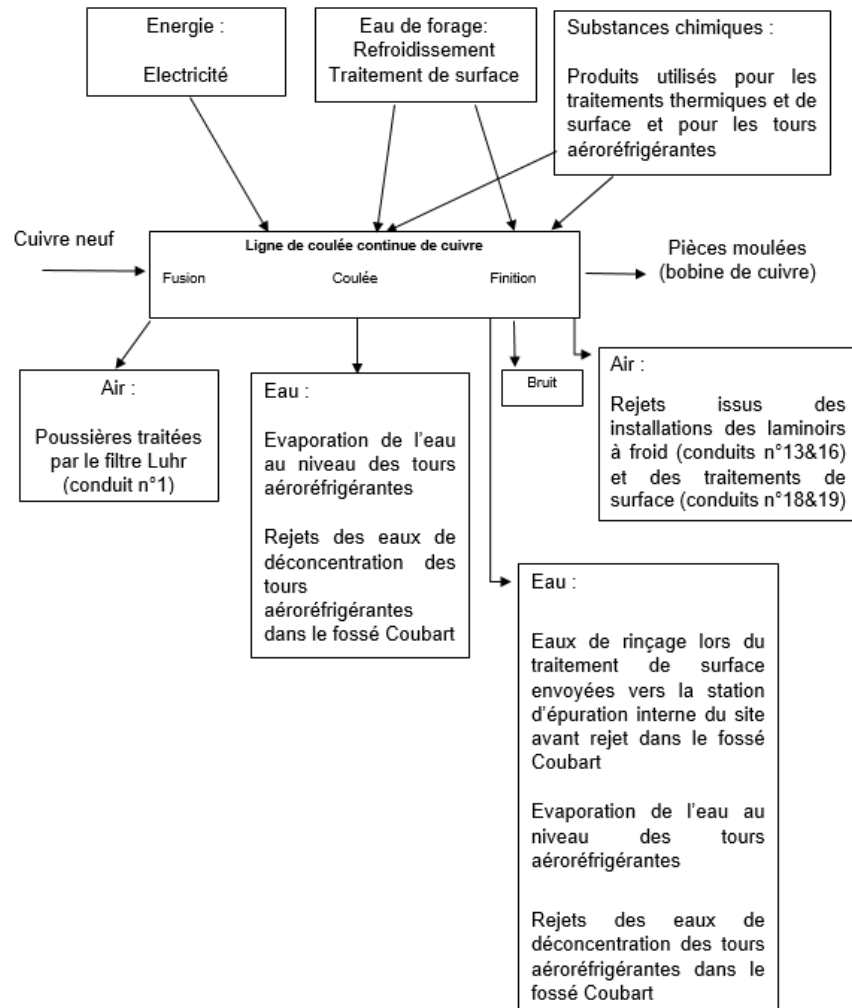 Energie :
Electricité
Eau de forage:
Refroidissement
Traitement de surface
Substances chimiques :
Produits utilisés pour les
traitements thermiques et de
surface et pour les tours
aéroréfrigérantes
Cuivre neuf
Ligne de coulée continue de cuivre
Fusion Coulée Finition
Pièces moulées
(bobine de cuivre)
Air :
Poussières traitées
par le filtre Luhr
(conduit n°1)
Eau :
Evaporation de l'eau
au niveau des tours
aéroréfrigérantes
Rejets des eaux de
déconcentration des
tours
aéroréfrigérantes
dans le fossé Coubart
Bruit
Air :
Rejets issus des
installations des laminoirs
à froid (conduits n°13&16)
et des traitements de
surface (conduits n°18&19)
Eau :
Eaux de rinçage lors du
traitement de surface
envoyées vers la station
d'épuration interne du site
avant rejet dans le fossé
Coubart
Evaporation de l'eau au
niveau des tours
aéroréfrigérantes
Rejets des eaux de
déconcentration des tours
aéroréfrigérantes dans le
fossé Coubart